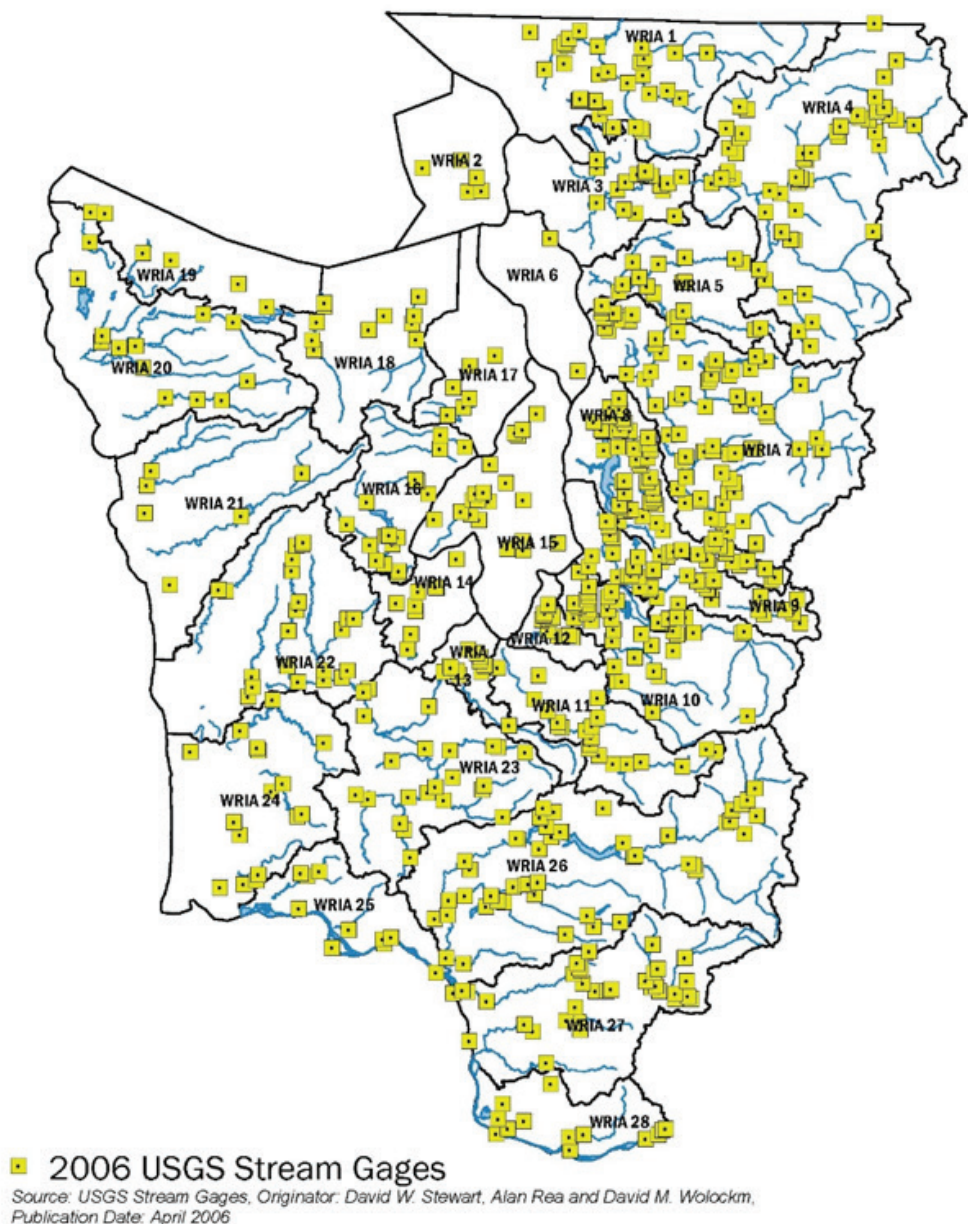 WRIA 1
WRIA 4
WRIA 2
WRIA 3
WRIA 19
WRIA 6
WRIA 5
WRIA 20
WRIA 18
WRIA 17
WRIA 8
WRIA 7
WRIA 21
WRIA 16
WRIA 15
WRIA 14
WRIA 9
WRIA 12
WRIA 22
WRIA
13
WRIA 11
WRIA 10
WRIA 23
WRIA 24
WRIA 26
WRIA 25
WRIA 27
WRIA 28
2006 USGS Stream Gages
Source: USGS Stream Gages, Originator: David W. Stewart, Alan Rea and David M. Wolockm,
Publication Date: April 2006